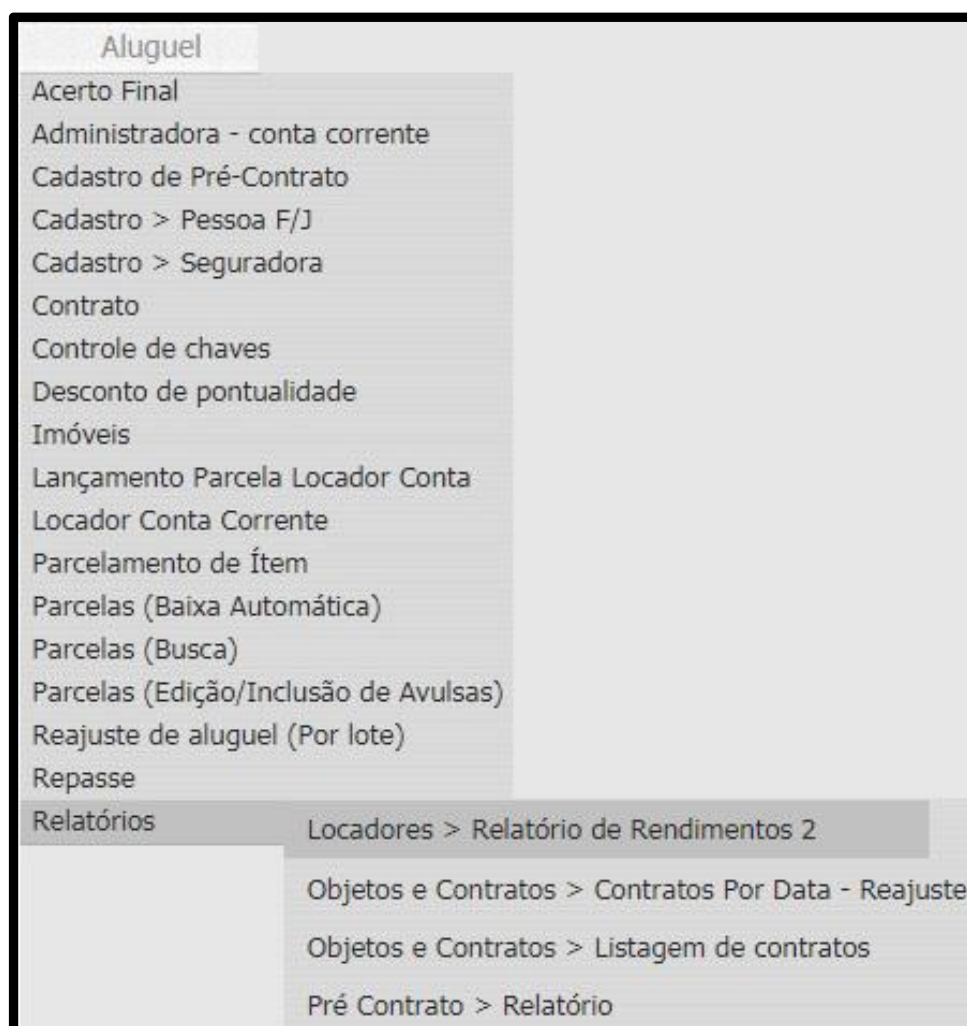 Aluguel
Acerto Final
Administradora - conta corrente
Cadastro de Pré-Contrato
Cadastro > Pessoa F/J
Cadastro > Seguradora
Contrato
Controle de chaves
Desconto de pontualidade
Imóveis
Lançamento Parcela Locador Conta
Locador Conta Corrente
Parcelamento de Ítem
Parcelas (Baixa Automática)
Parcelas (Busca)
Parcelas (Edição/Inclusão de Avulsas)
Reajuste de aluguel (Por lote)
Repasse
Relatórios
Locadores > Relatório de Rendimentos 2
Objetos e Contratos > Contratos Por Data - Reajuste
Objetos e Contratos > Listagem de contratos
Pré Contrato > Relatório